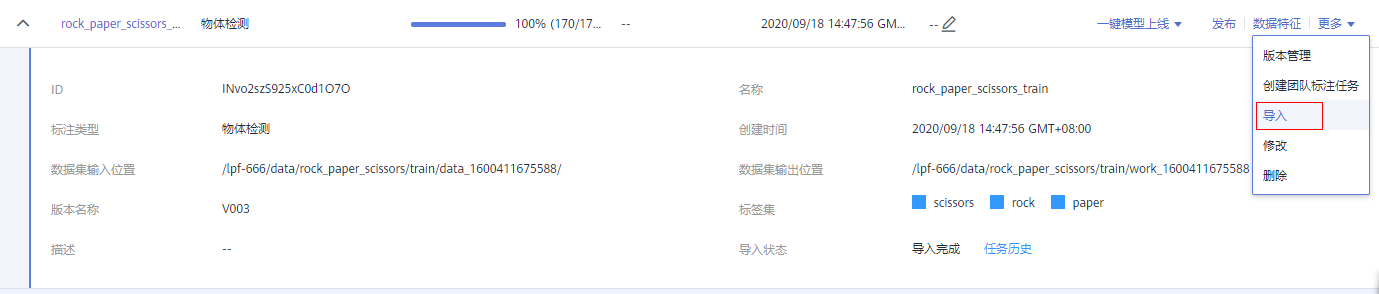 rock_paper_scissors_... 物体检测 100% (170/17... -- 2020/09/18 14:47:56 GM... -- 一键模型上线 发布 数据特征 更多
版本管理
创建团队标注任务
导入
修改
删除
ID INvo2szS925xC0d1O7O 名称 rock_paper_scissors_train
标注类型 物体检测 创建时间 2020/09/18 14:47:56 GMT+08:00
数据集输入位置 /lpf-666/data/rock_paper_scissors/train/data_1600411675588/ 数据集输出位置 /lpf-666/data/rock_paper_scissors/train/work_1600411675588
版本名称 V003 标签集 scissors rock paper
描述 -- 导入状态 导入完成 任务历史